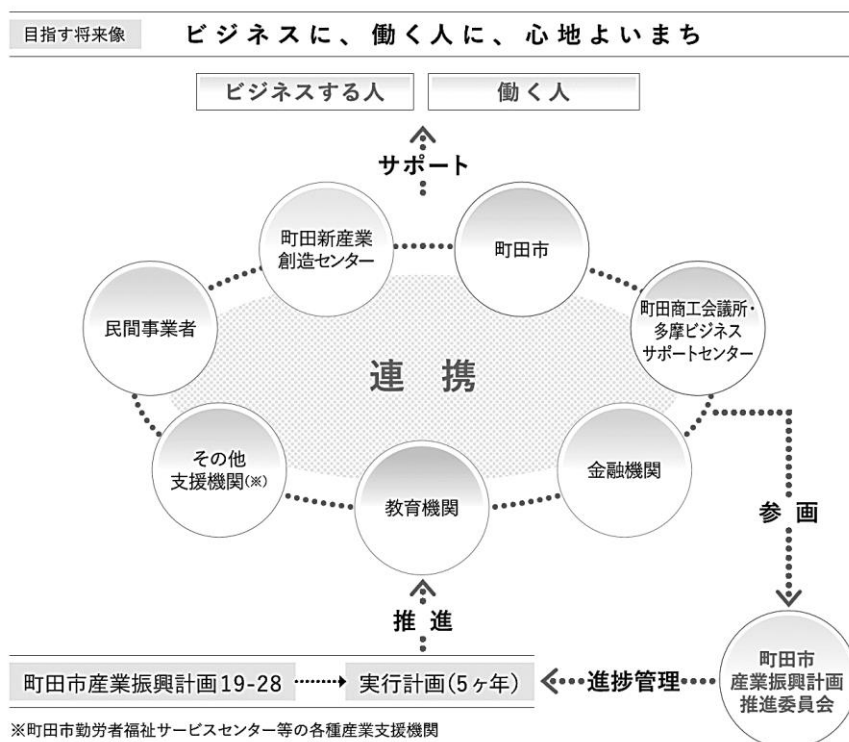 目指す将来像
ビジネスに、働く人に、心地よいまち
ビジネスする人
働く人
サポート
町田新産業
創造センター
町田市
民間事業者
町田商工会議所・
多摩ビジネス
サポートセンター
連携
その他
支援機関(※)
教育機関
金融機関
参画
推進
町田市産業振興計画19-28
実行計画(5ヶ年)
進捗管理
町田市
産業振興計画
推進委員会
※町田市勤労者福祉サービスセンター等の各種産業支援機関